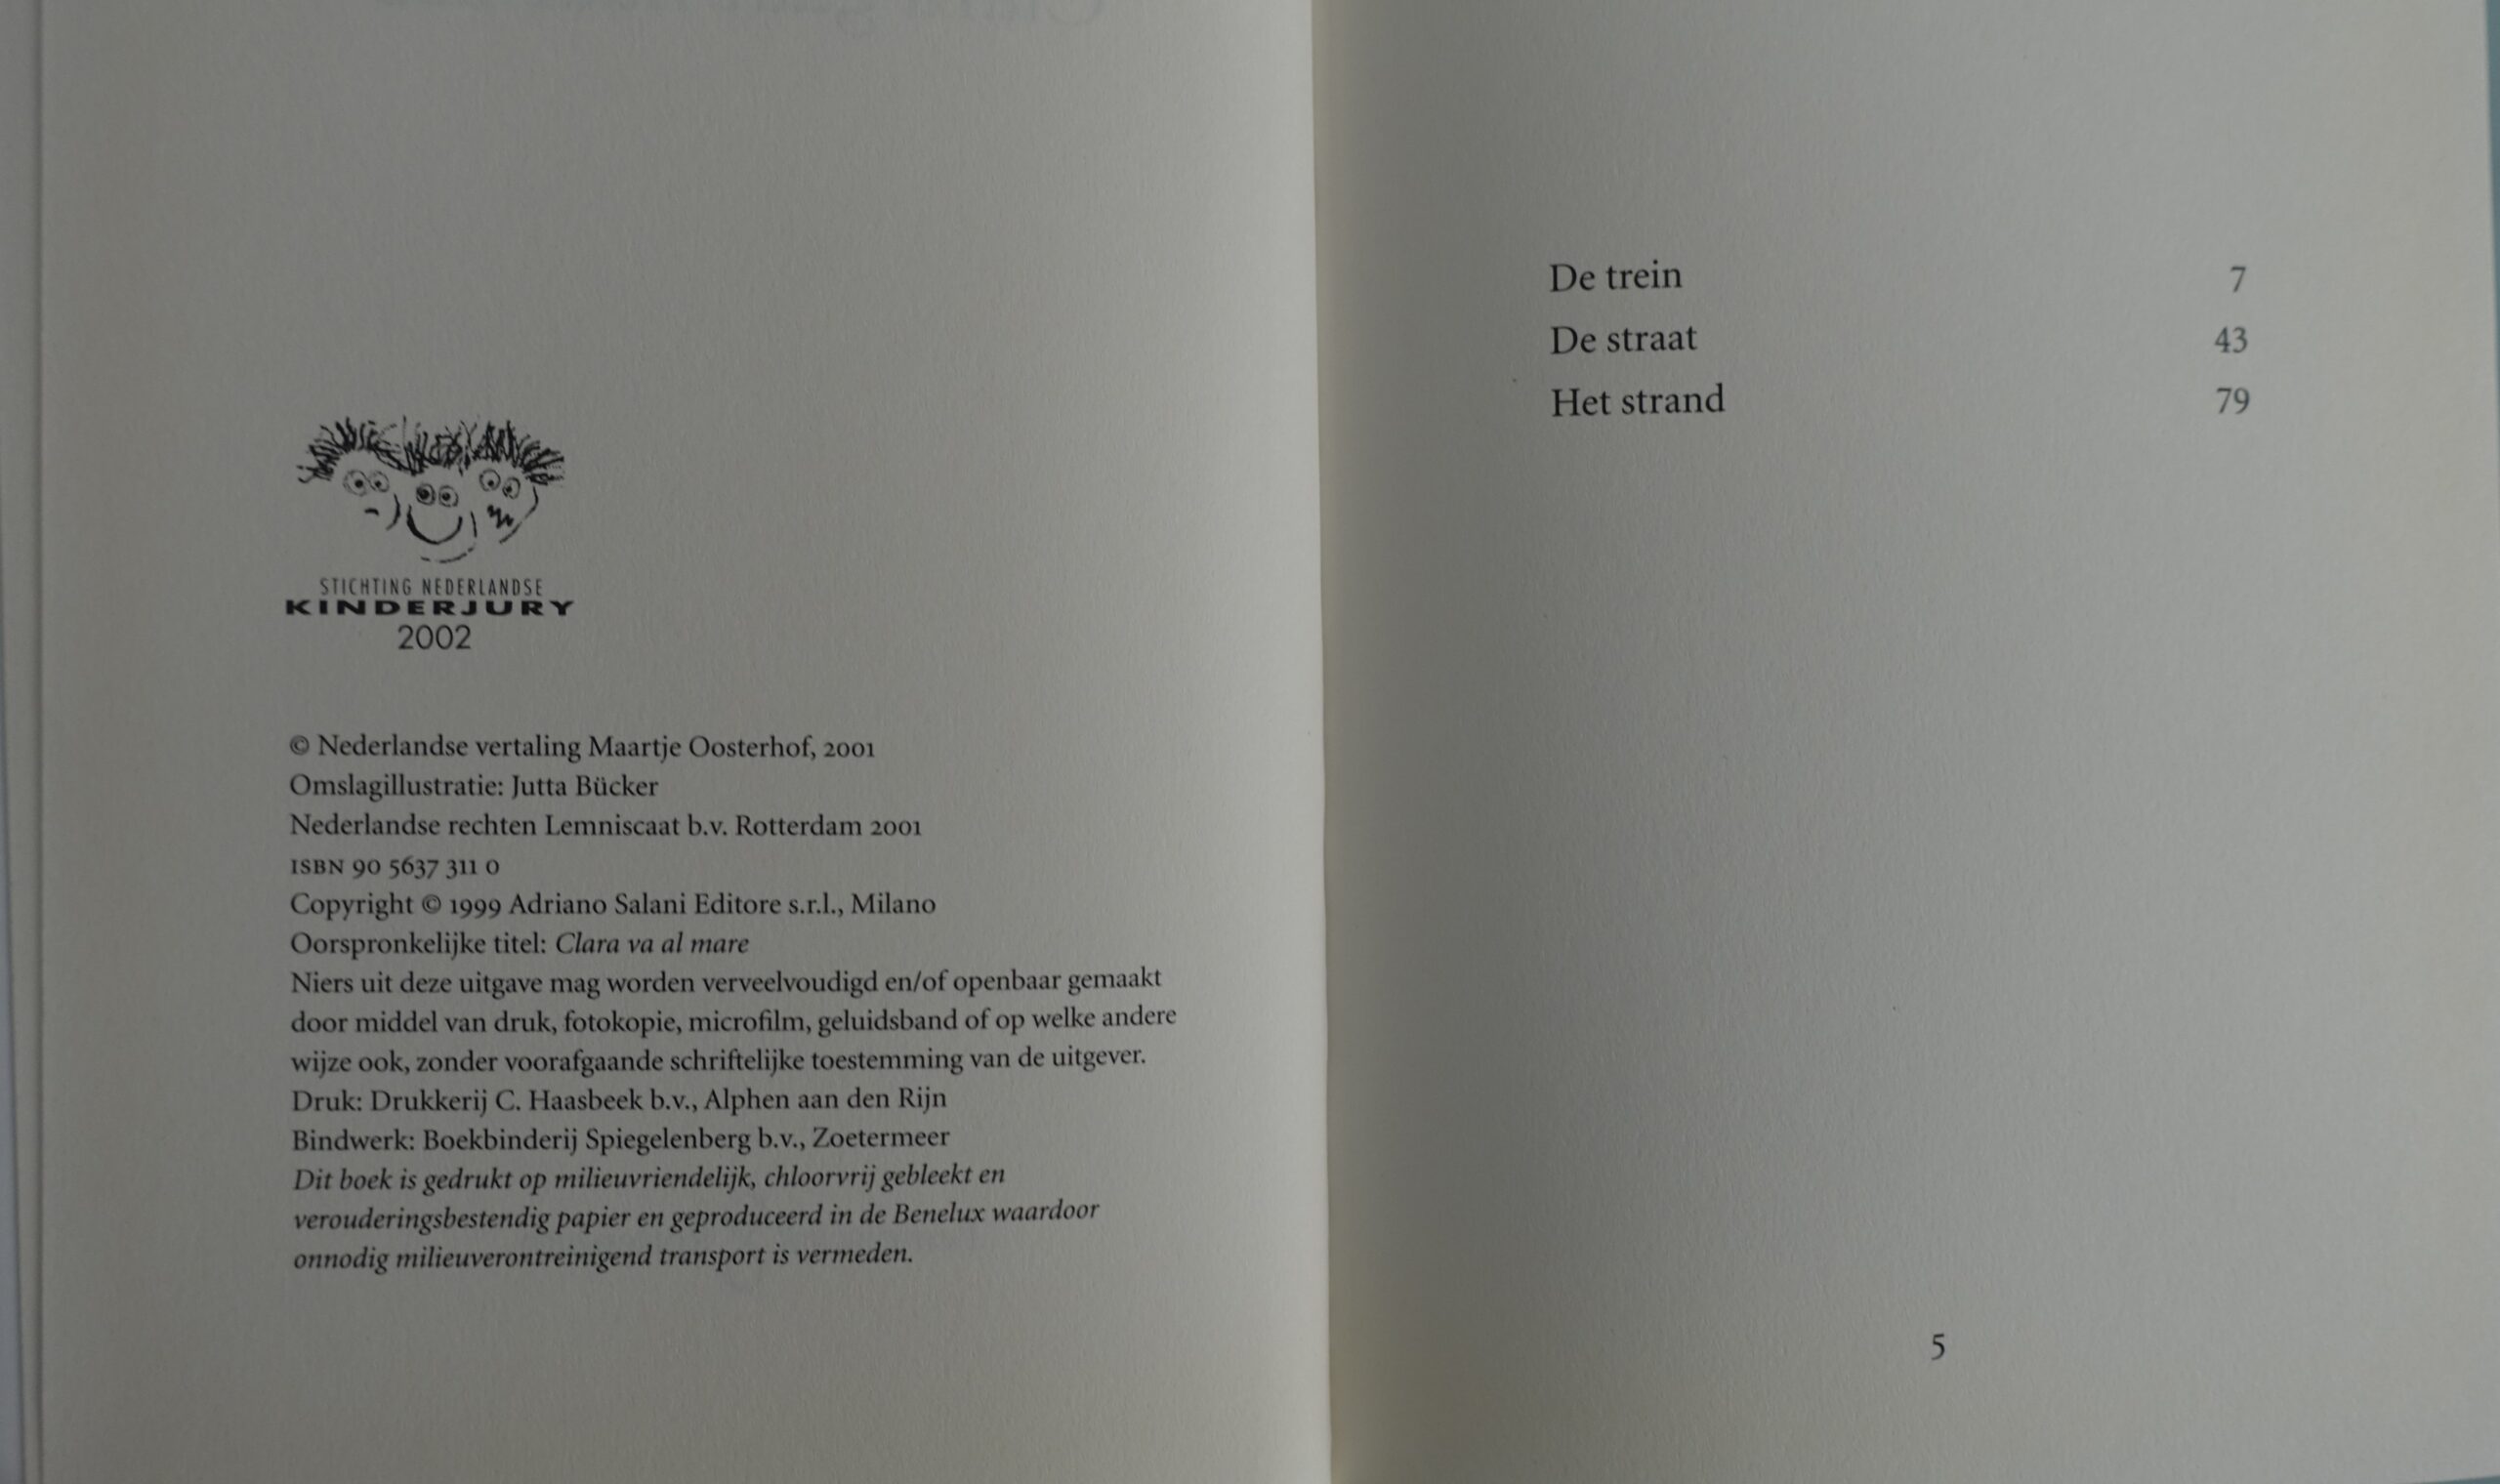 STICHTING NEDERLANDSE
KINDERJURY
2002
© Nederlandse vertaling Maartje Oosterhof, 2001
Omslagillustratie: Jutta Bücker
Nederlandse rechten Lemniscaat b.v. Rotterdam 2001
ISBN 90 5637 311 0
Copyright © 1999 Adriano Salani Editore s.r.l., Milano
Oorspronkelijke titel: Clara va al mare
Niers uit deze uitgave mag worden verveelvoudigd en/of openbaar gemaakt
door middel van druk, fotokopie, microfilm, geluidsband of op welke andere
wijze ook, zonder voorafgaande schriftelijke toestemming van de uitgever.
Druk: Drukkerij C. Haasbeek b.v., Alphen aan den Rijn
Bindwerk: Boekbinderij Spiegelenberg b.v., Zoetermeer
Dit boek is gedrukt op milieuvriendelijk, chloorvrij gebleekt en
verouderingsbestendig papier en geproduceerd in de Benelux waardoor
onnodig milieuverontreinigend transport is vermeden.
De trein 7
De straat 43
Het strand 79
5